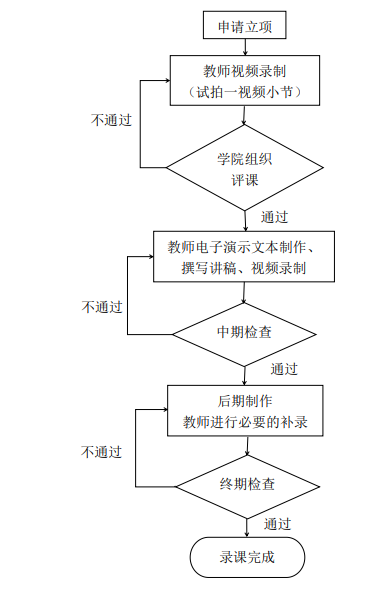 申请立项
教师视频录制
（试拍一视频小节）
不通过
学院组织
评课
通过
教师电子演示文本制作、
撰写讲稿、视频录制
不通过
中期检查
通过
后期制作
教师进行必要的补录
不通过
终期检查
通过
录课完成